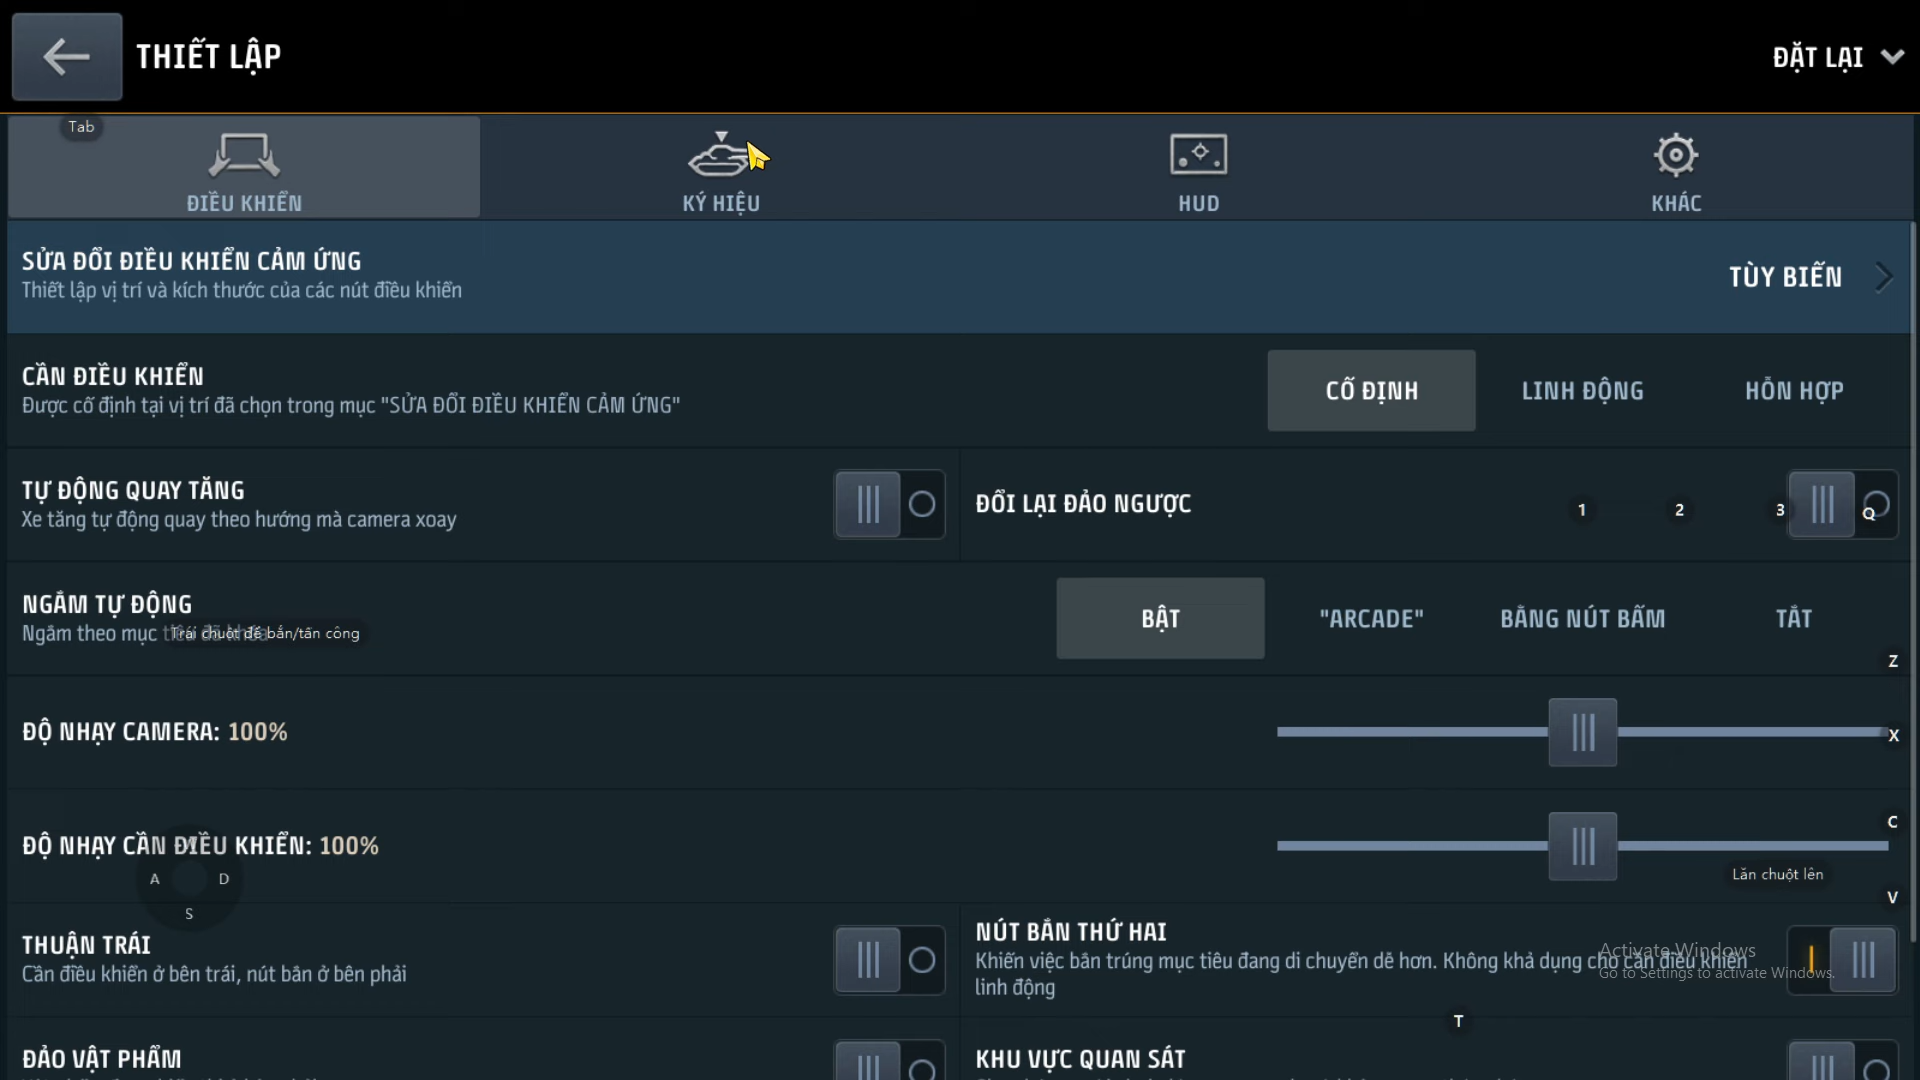 THIẾT LẬP
ĐẶT LẠI
Tab
ĐIỀU KHIỂN
KÝ HIỆU
HUD
KHÁC
SỬA ĐỔI ĐIỀU KHIỂN CẢM ỨNG
Thiết lập vị trí và kích thước của các nút điều khiển
TÙY BIẾN
CẦN ĐIỀU KHIỂN
Được cố định tại vị trí đã chọn trong mục "SỬA ĐỔI ĐIỀU KHIỂN CẢM ỨNG"
CỐ ĐỊNH
LINH ĐỘNG
HỖN HỢP
TỰ ĐỘNG QUAY TĂNG
Xe tăng tự động quay theo hướng mà camera xoay
ĐỔI LẠI ĐẢO NGƯỢC
1
2
3
Q
NGẮM TỰ ĐỘNG
Ngắm theo mục tiêu đã khóa
Trái chuột để bắn/tấn công
BẬT
"ARCADE"
BẰNG NÚT BẤM
TẮT
Z
ĐỘ NHẠY CAMERA: 100%
X
ĐỘ NHẠY CẦN ĐIỀU KHIỂN: 100%
C
W
A
D
S
Lăn chuột lên
V
THUẬN TRÁI
Cần điều khiển ở bên trái, nút bắn ở bên phải
NÚT BẮN THỨ HAI
Khiến việc bắn trúng mục tiêu đang di chuyển dễ hơn. Không khả dụng cho cần điều khiển
linh động
Activate Windows
Go to Settings to activate Windows.
T
ĐẢO VẬT PHẨM
KHU VỰC QUAN SÁT